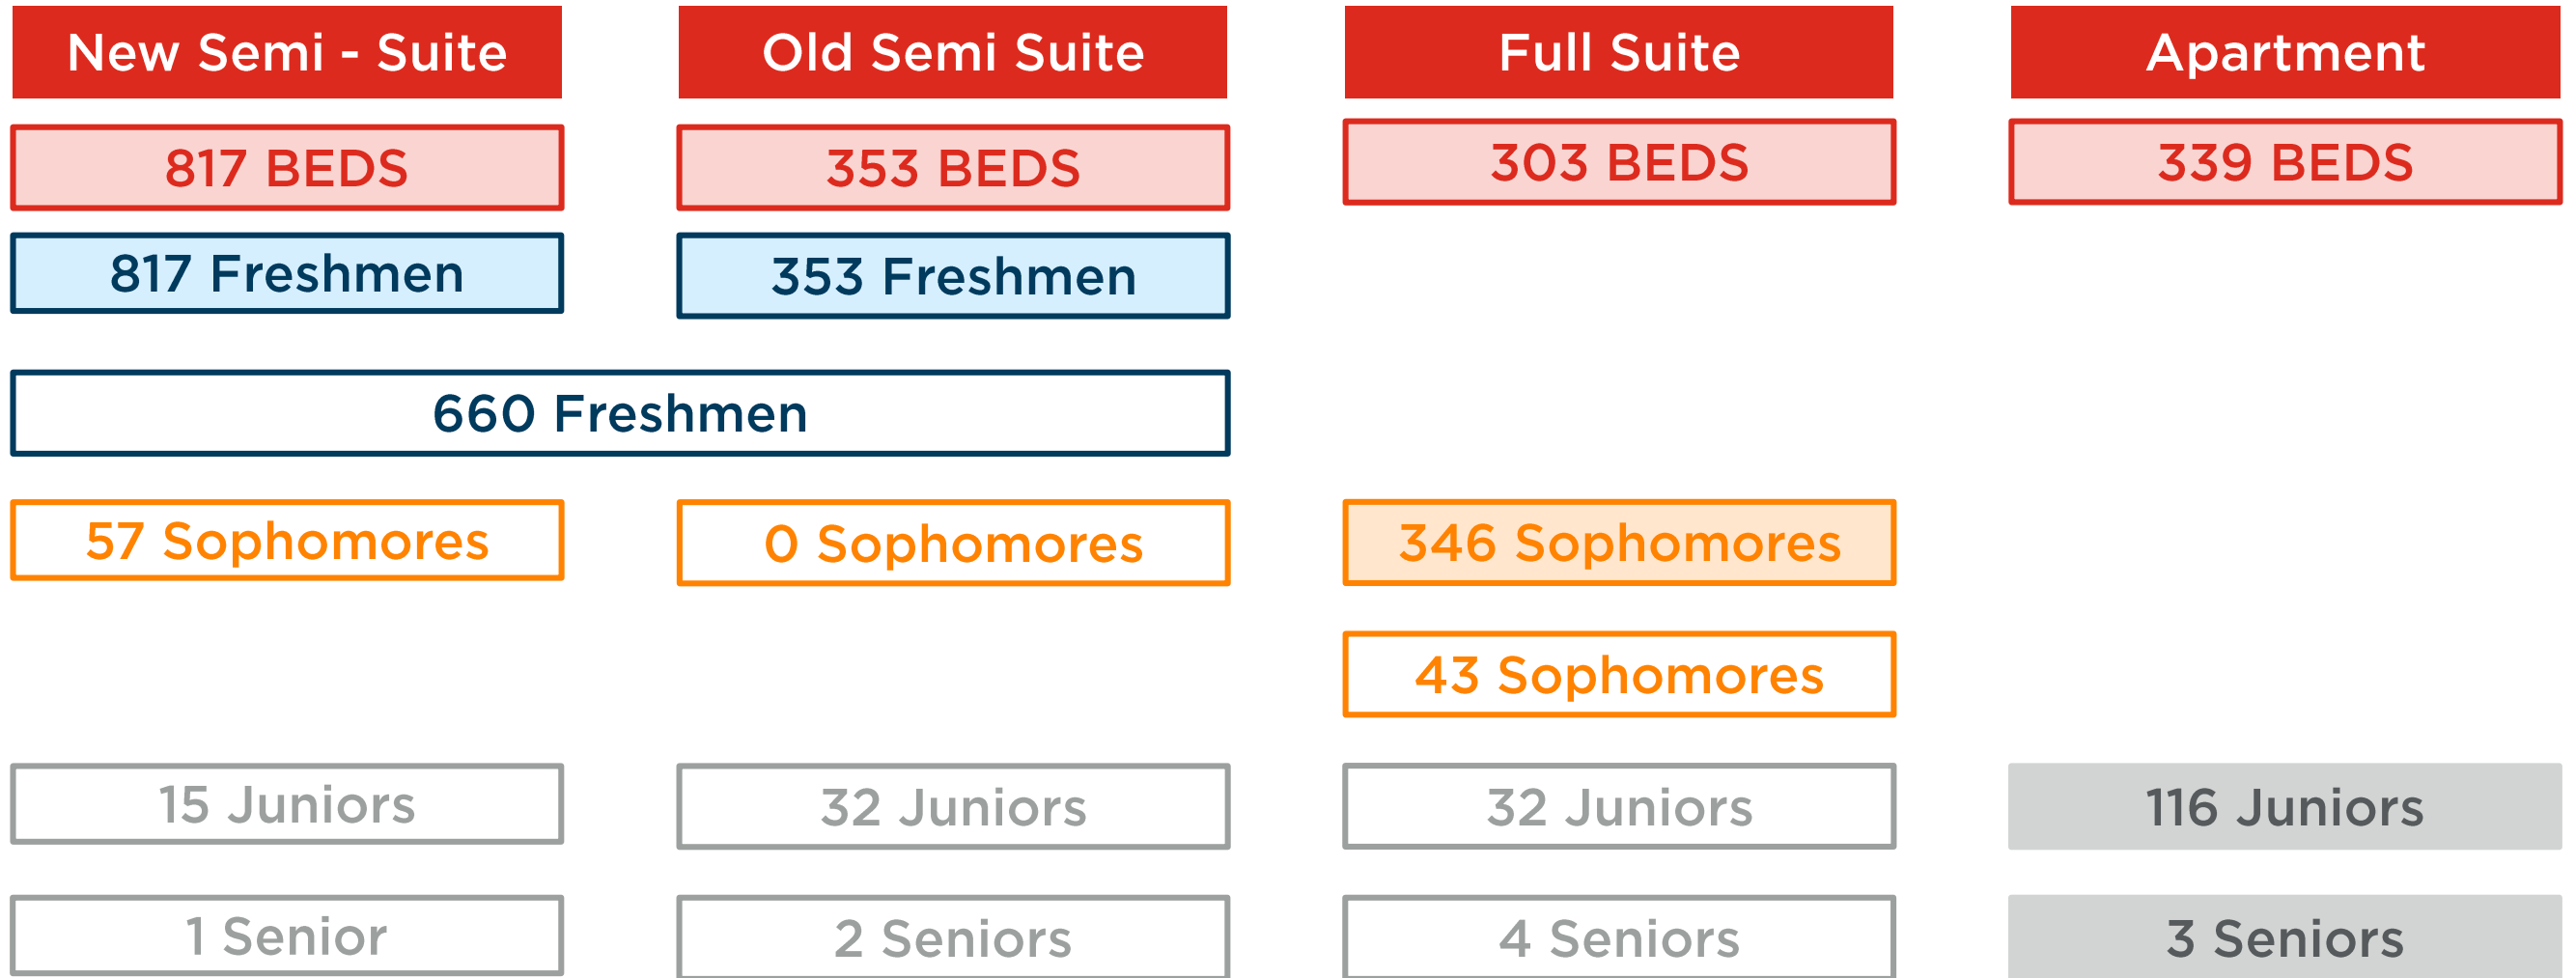 New Semi - Suite
Old Semi Suite
Full Suite
Apartment
817 BEDS
353 BEDS
303 BEDS
339 BEDS
817 Freshmen
353 Freshmen
660 Freshmen
57 Sophomores
0 Sophomores
346 Sophomores
43 Sophomores
15 Juniors
32 Juniors
32 Juniors
116 Juniors
1 Senior
2 Seniors
4 Seniors
3 Seniors